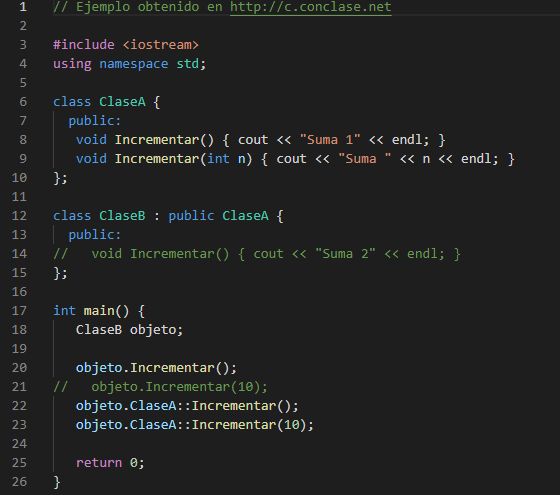 1 // Ejemplo obtenido en http://c.conclase.net
2
3 #include <iostream>
4 using namespace std;
5
6 class ClaseA {
7   public:
8    void Incrementar() { cout << "Suma 1" << endl; }
9    void Incrementar(int n) { cout << "Suma " << n << endl; }
10 };
11
12 class ClaseB : public ClaseA {
13   public:
14 //   void Incrementar() { cout << "Suma 2" << endl; }
15 };
16
17 int main() {
18    ClaseB objeto;
19
20    objeto.Incrementar();
21 //   objeto.Incrementar(10);
22    objeto.ClaseA::Incrementar();
23    objeto.ClaseA::Incrementar(10);
24
25    return 0;
26 }